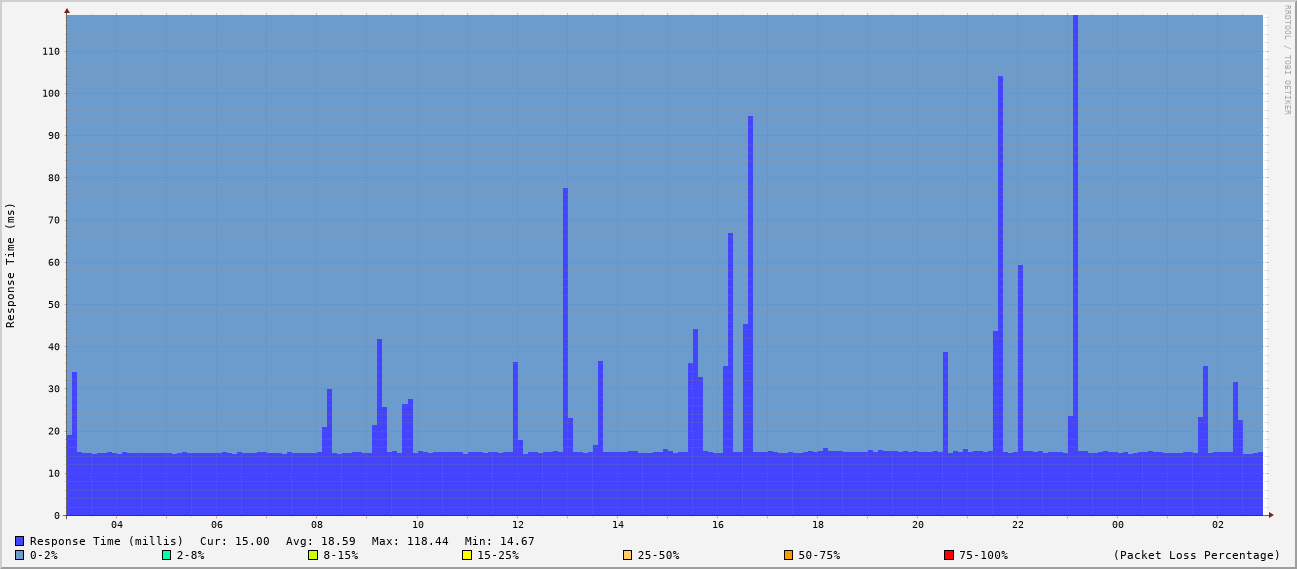 RRDTOOL / TOBI OETIKER
Response Time (ms)
110
100
90
80
70
60
50
40
30
20
10
0
04 06 08 10 12 14 16 18 20 22 00 02
Response Time (millis) Cur: 15.00 Avg: 18.59 Max: 118.44 Min: 14.67
0-2% 2-8% 8-15% 15-25% 25-50% 50-75% 75-100% (Packet Loss Percentage)